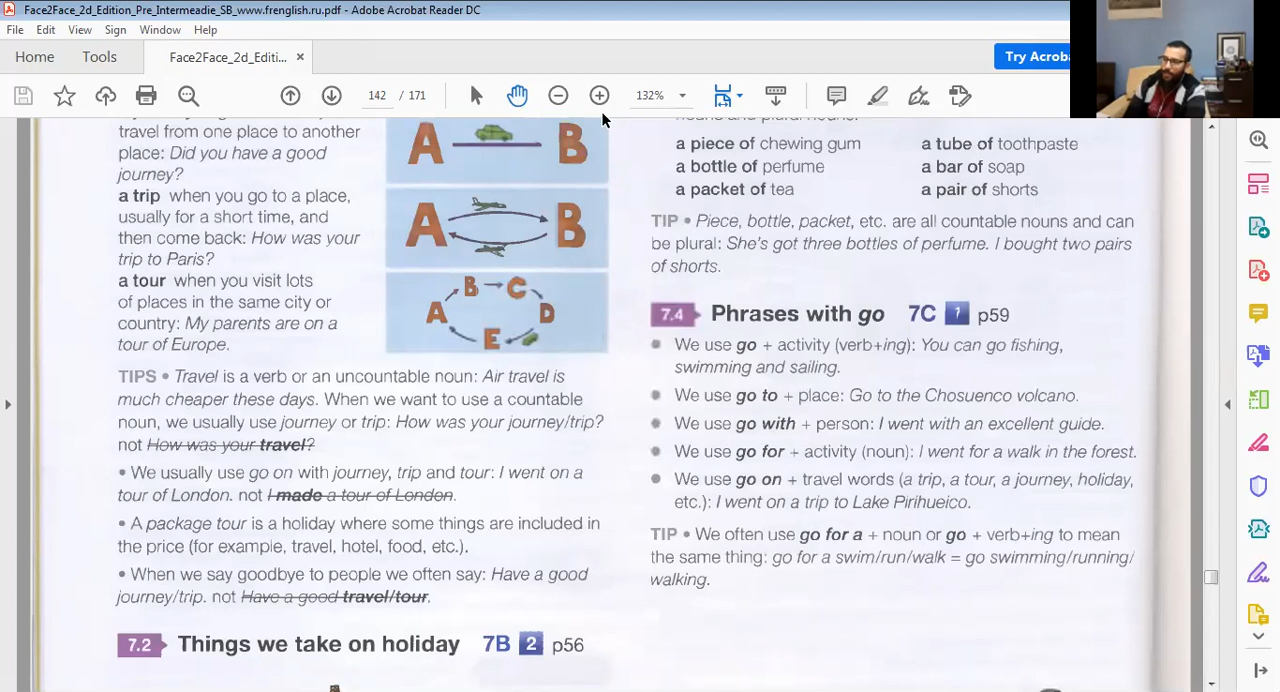 Face2Face_2d_Edition_Pre_Intermeadie_SB_www.frenglish.ru.pdf - Adobe Acrobat Reader DC
File Edit View Sign Window Help
Home Tools Face2Face_2d_Editi... ×
Try Acroba
142 / 171
132%
travel from one place to another
place: Did you have a good
journey?
a trip when you go to a place,
usually for a short time, and
then come back: How was your
trip to Paris?
a tour when you visit lots
of places in the same city or
country: My parents are on a
tour of Europe.
A B
A B
A B C D E
TIPS • Travel is a verb or an uncountable noun: Air travel is
much cheaper these days. When we want to use a countable
noun, we usually use journey or trip: How was your journey/trip?
not How was your travel?
• We usually use go on with journey, trip and tour: I went on a
tour of London. not I made a tour of London.
• A package tour is a holiday where some things are included in
the price (for example, travel, hotel, food, etc.).
• When we say goodbye to people we often say: Have a good
journey/trip. not Have a good travel/tour.
7.2 Things we take on holiday 7B 2 p56
nouns and plural nouns.
a piece of chewing gum a tube of toothpaste
a bottle of perfume a bar of soap
a packet of tea a pair of shorts
TIP • Piece, bottle, packet, etc. are all countable nouns and can
be plural: She's got three bottles of perfume. I bought two pairs
of shorts.
7.4 Phrases with go 7C 1 p59
• We use go + activity (verb+ing): You can go fishing,
swimming and sailing.
• We use go to + place: Go to the Chosuenco volcano.
• We use go with + person: I went with an excellent guide.
• We use go for + activity (noun): I went for a walk in the forest.
• We use go on + travel words (a trip, a tour, a journey, holiday,
etc.): I went on a trip to Lake Pirihueico.
TIP • We often use go for a + noun or go + verb+ing to mean
the same thing: go for a swim/run/walk = go swimming/running/
walking.